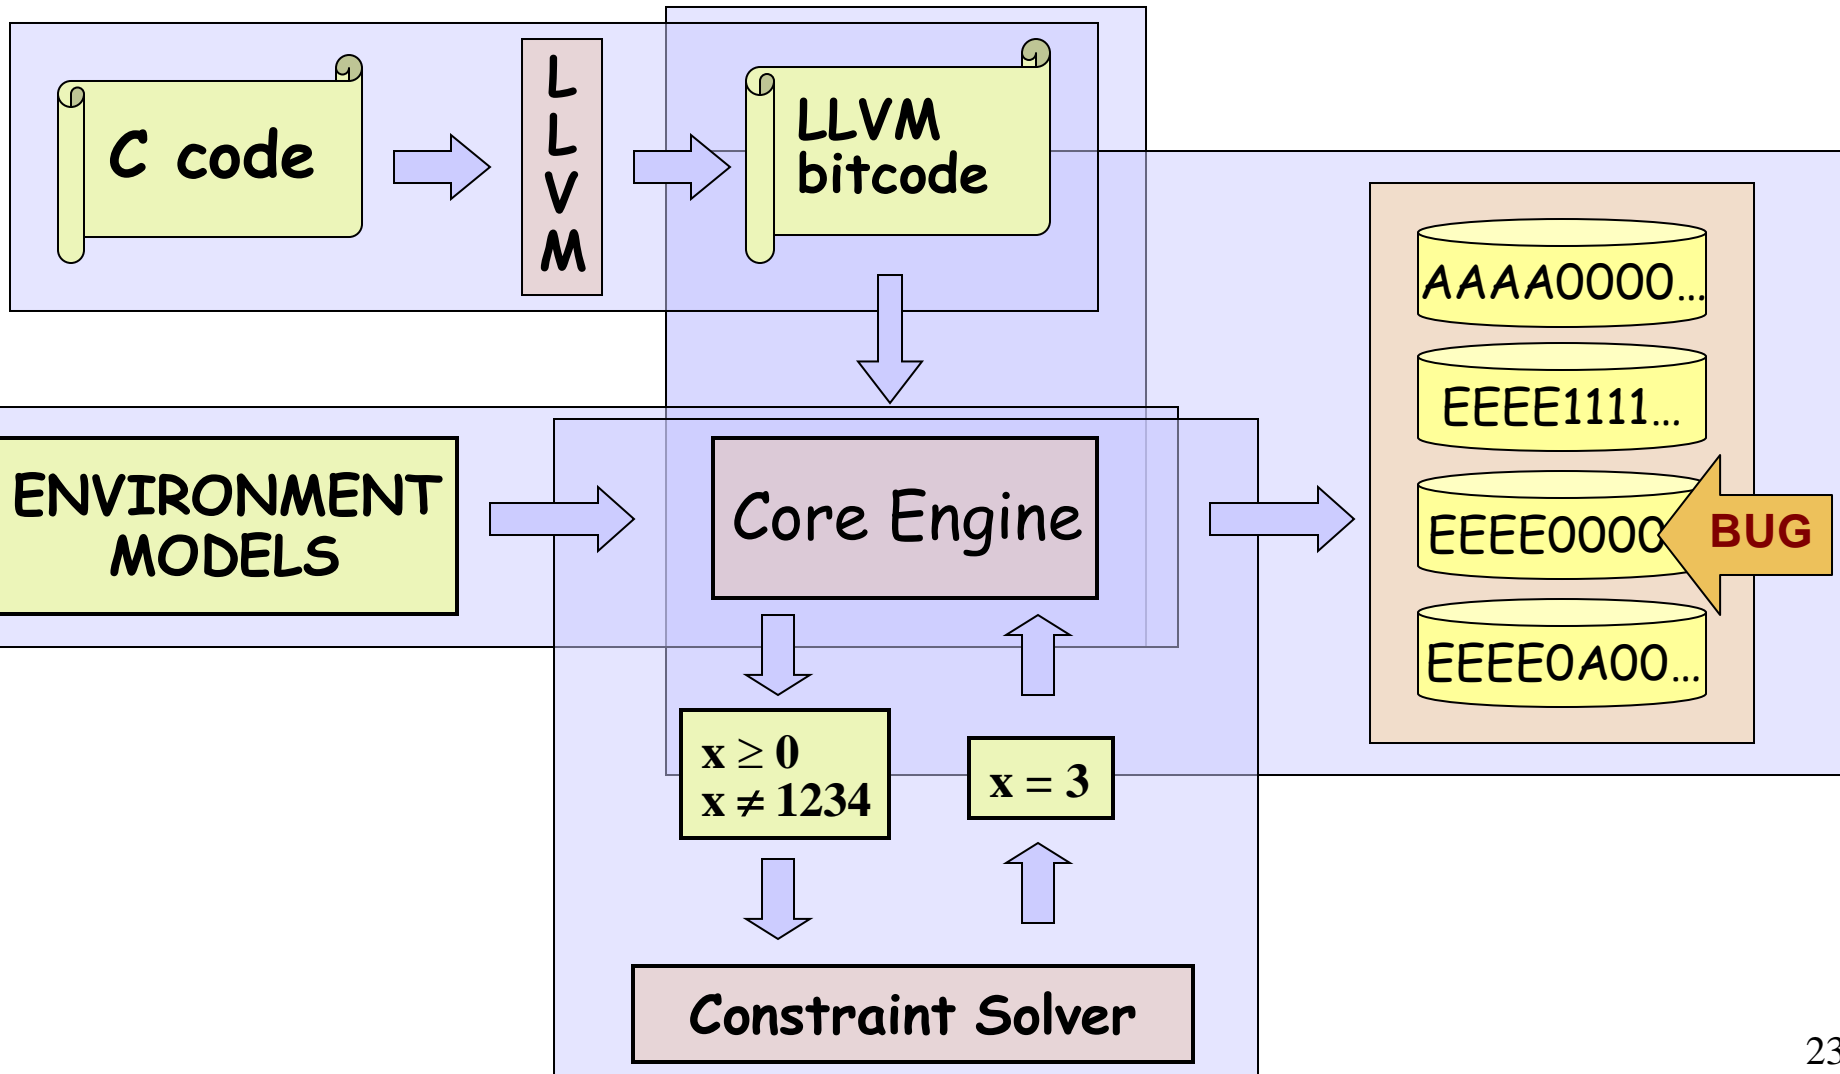 C code
L
L
V
M
LLVM
bitcode
AAAA0000...
EEEE1111...
EEEE0000
BUG
EEEE0A00...
ENVIRONMENT
MODELS
Core Engine
x ≥ 0
x ≠ 1234
x = 3
Constraint Solver
23